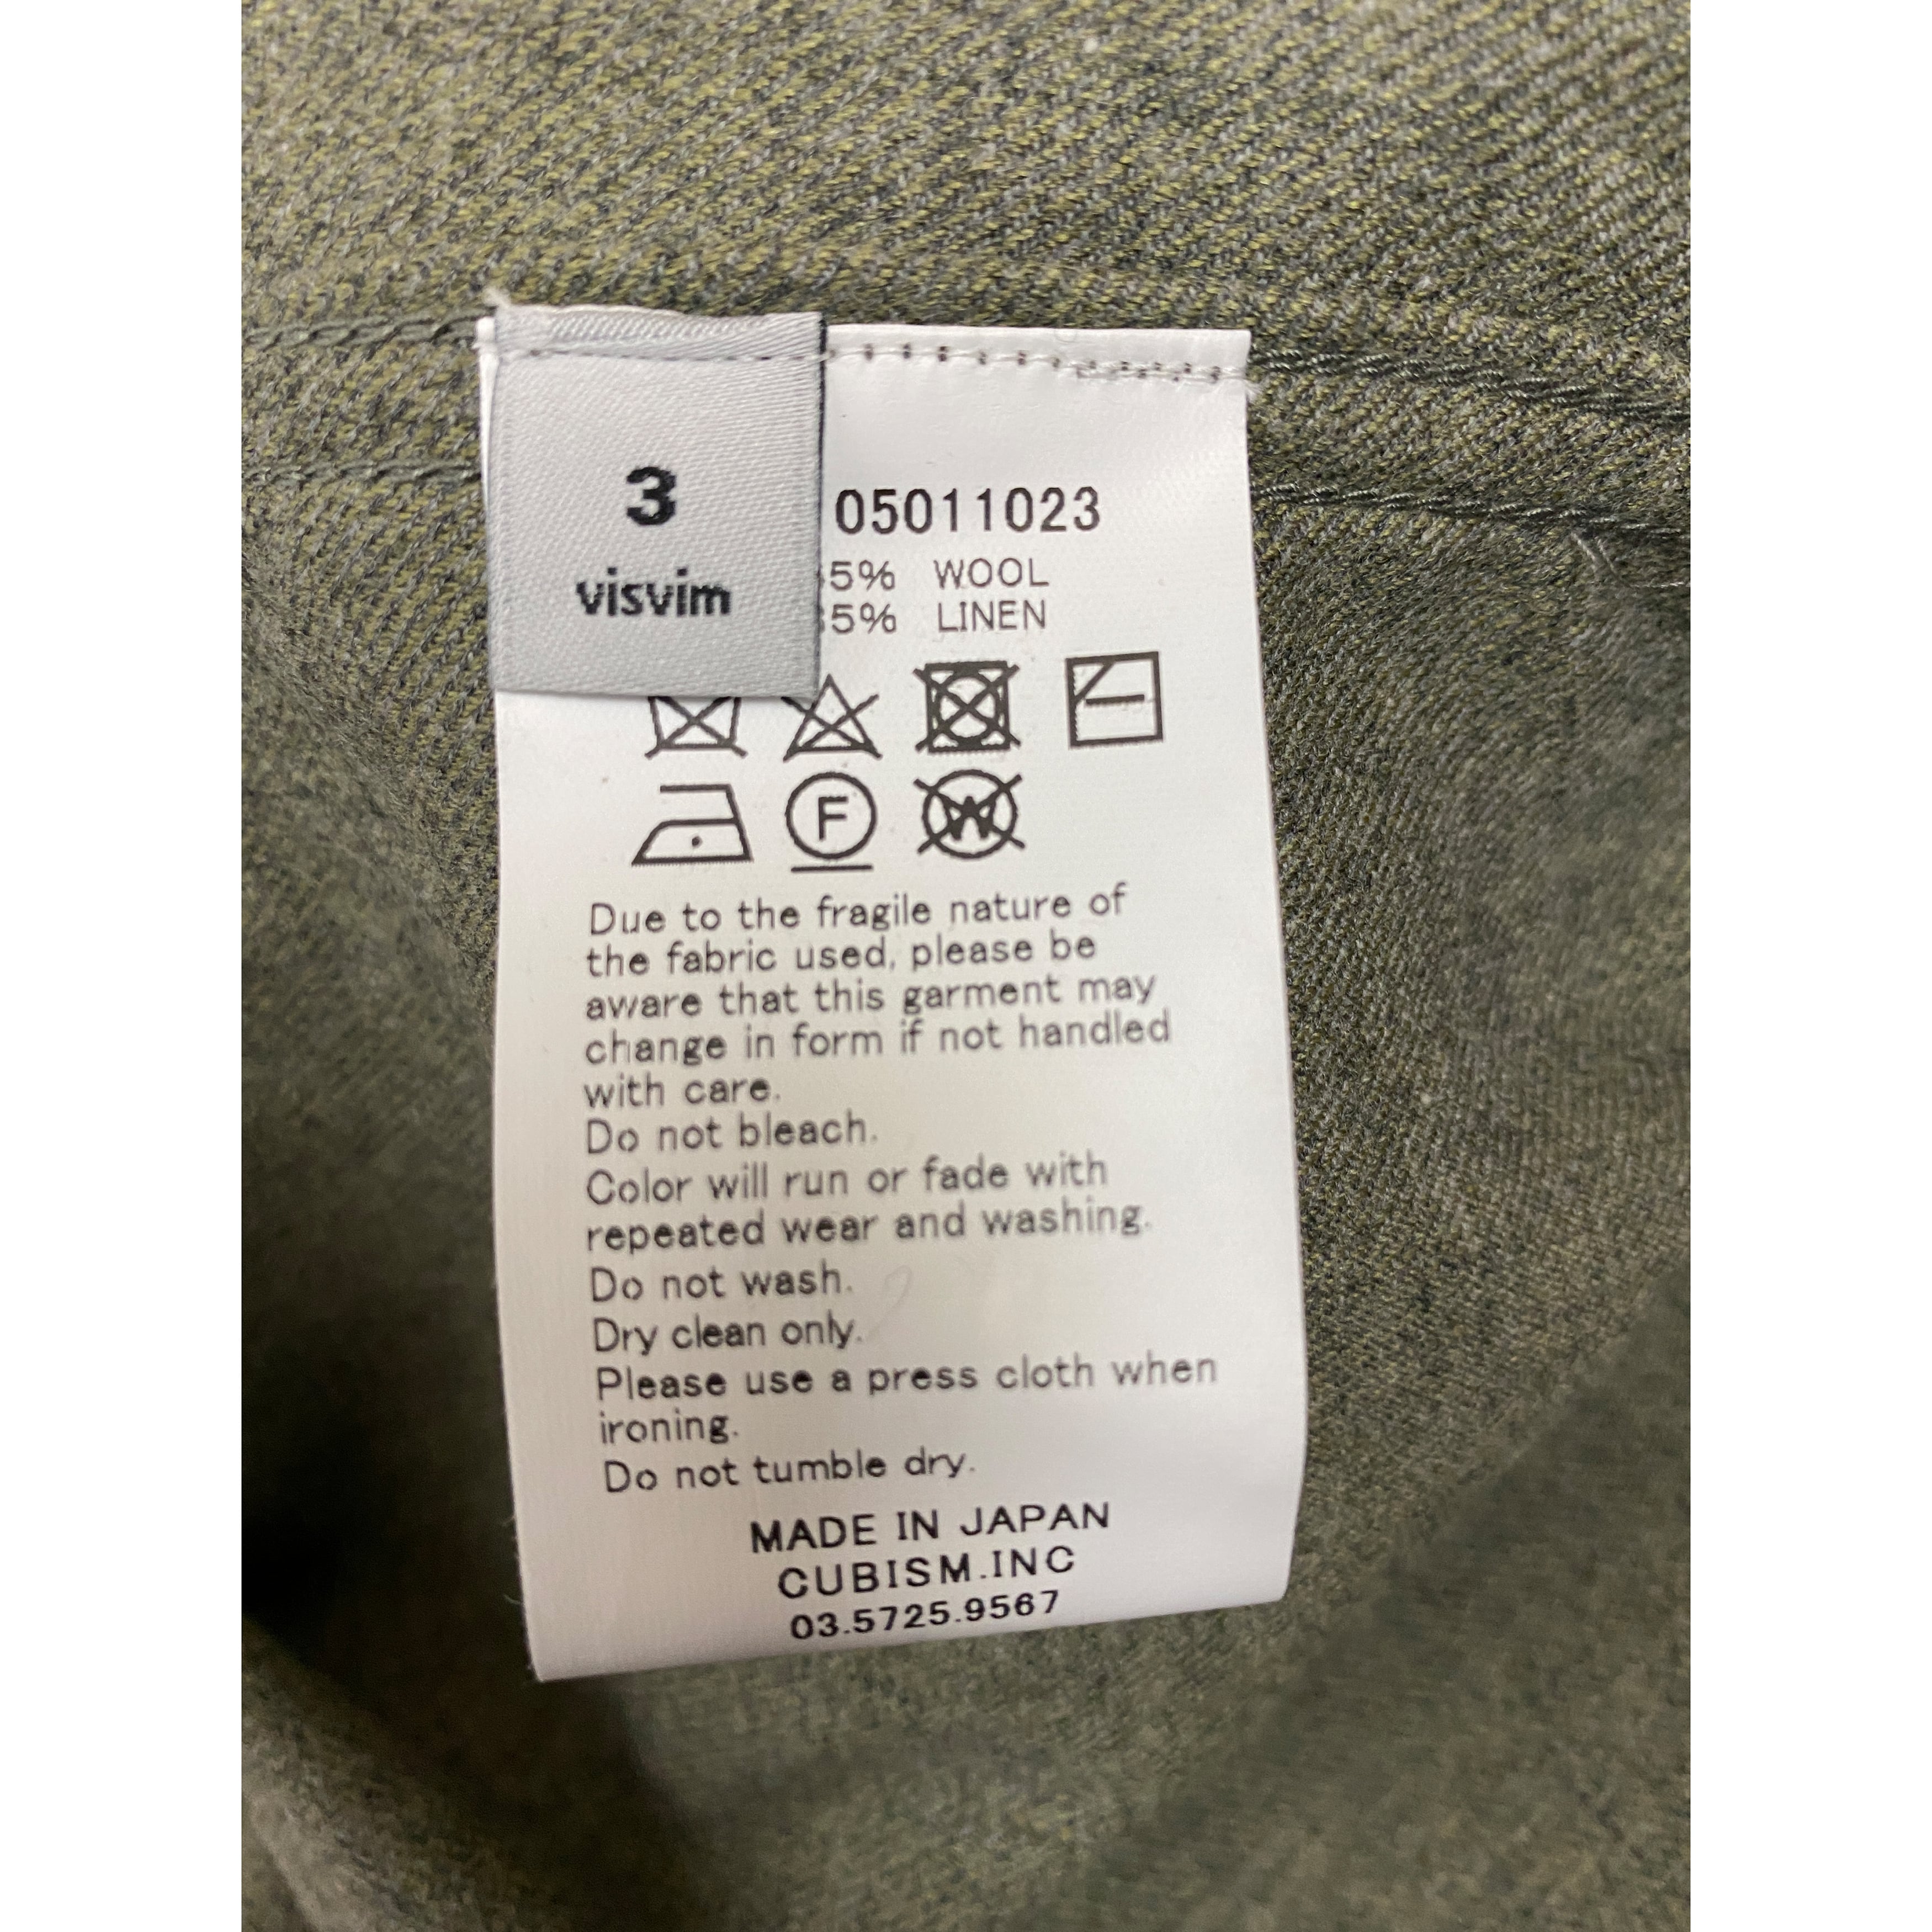 3
visvim
05011023
5% WOOL
5% LINEN
F
W
Due to the fragile nature of
the fabric used, please be
aware that this garment may
change in form if not handled
with care.
Do not bleach.
Color will run or fade with
repeated wear and washing.
Do not wash.
Dry clean only.
Please use a press cloth when
ironing.
Do not tumble dry.
MADE IN JAPAN
CUBISM.INC
03.5725.9567